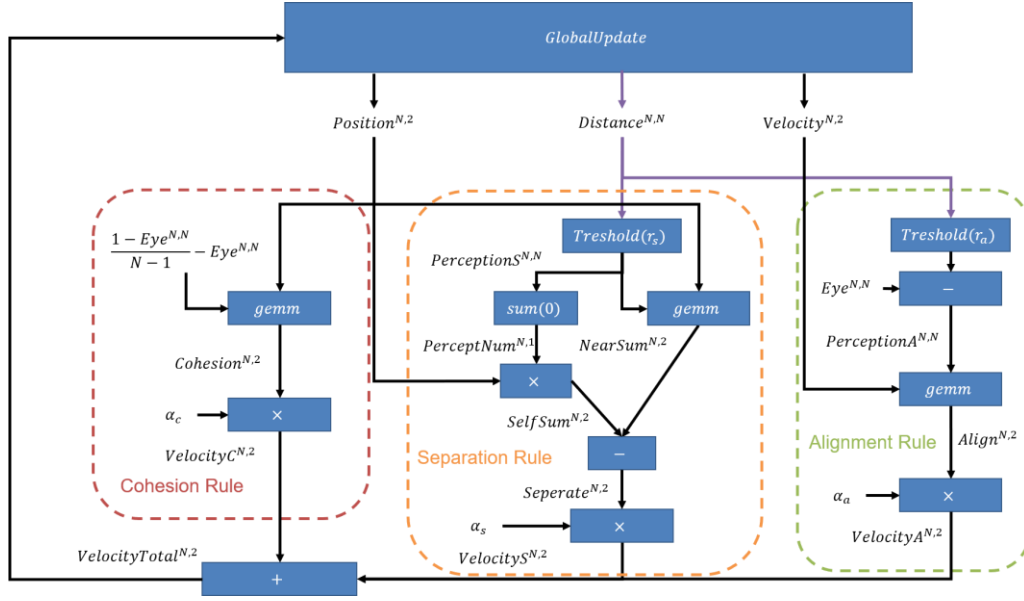 GlobalUpdate
Position^{N,2}
Distance^{N,N}
Velocity^{N,2}
Treshold(r_s)
Treshold(r_a)
\frac{1 - Eye^{N,N}}{N - 1} - Eye^{N,N}
PerceptionS^{N,N}
Eye^{N,N}
−
gemm
sum(0)
gemm
PerceptNum^{N,1}
NearSum^{N,2}
PerceptionA^{N,N}
Cohesion^{N,2}
×
gemm
α_c
×
SelfSum^{N,2}
Alignment Rule
Align^{N,2}
VelocityC^{N,2}
Separation Rule
−
Cohesion Rule
Seperate^{N,2}
α_a
×
α_s
×
VelocityA^{N,2}
VelocityTotal^{N,2}
VelocityS^{N,2}
+